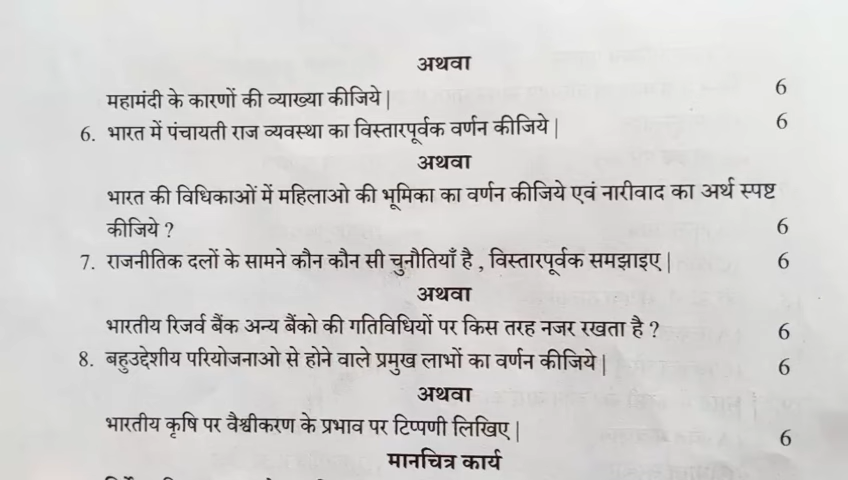 अथवा
महामंदी के कारणों की व्याख्या कीजिये | 6
6. भारत में पंचायती राज व्यवस्था का विस्तारपूर्वक वर्णन कीजिये | 6
अथवा
भारत की विधिकाओं में महिलाओ की भूमिका का वर्णन कीजिये एवं नारीवाद का अर्थ स्पष्ट
कीजिये ? 6
7. राजनीतिक दलों के सामने कौन कौन सी चुनौतियाँ है , विस्तारपूर्वक समझाइए | 6
अथवा
भारतीय रिजर्व बैंक अन्य बैंको की गतिविधियों पर किस तरह नजर रखता है ? 6
8. बहुउद्देशीय परियोजनाओ से होने वाले प्रमुख लाभों का वर्णन कीजिये | 6
अथवा
भारतीय कृषि पर वैश्वीकरण के प्रभाव पर टिप्पणी लिखिए | 6
मानचित्र कार्य